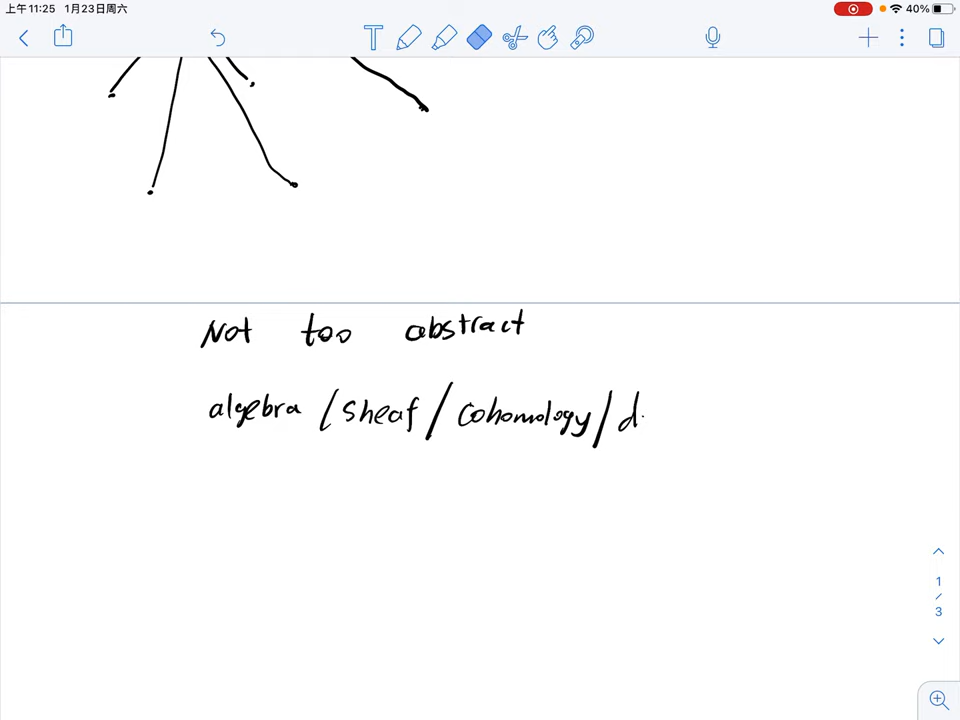 上午11:25 1月23日周六
40%
T
Not too abstract
algebra / sheaf / cohomology / d
1
/
3